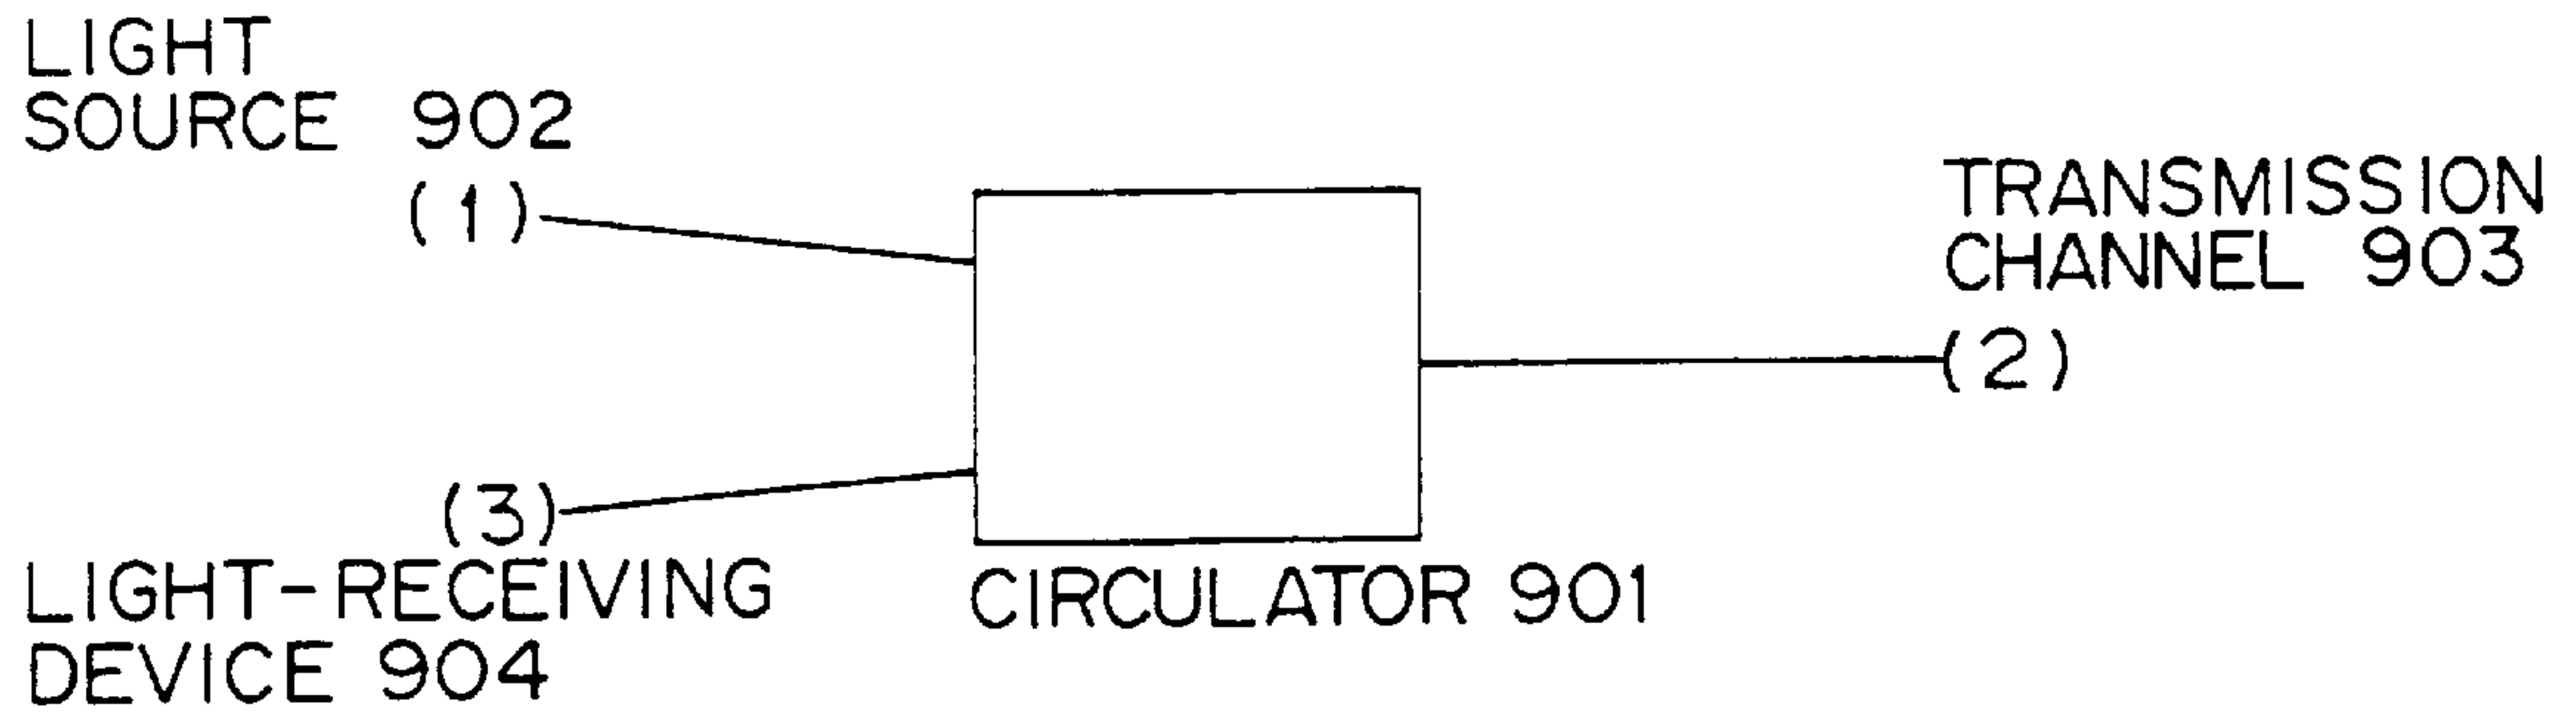 LIGHT
SOURCE 902
(1)
TRANSMISSION
CHANNEL 903
(2)
(3)
LIGHT-RECEIVING
DEVICE 904
CIRCULATOR 901